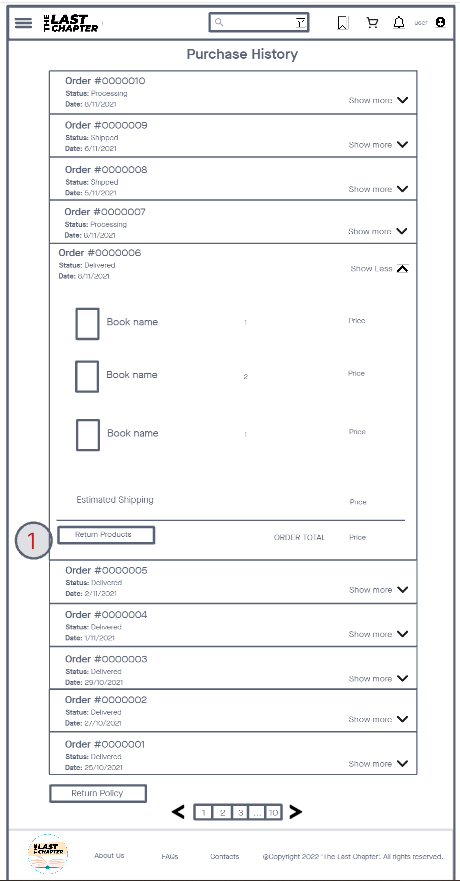 THE LAST CHAPTER
user
Purchase History
Order #0000010
Status: Processing
Date: 8/11/2021
Show more
Order #0000009
Status: Shipped
Date: 6/11/2021
Show more
Order #0000008
Status: Shipped
Date: 5/11/2021
Show more
Order #0000007
Status: Processing
Date: 8/11/2021
Show more
Order #0000006
Status: Delivered
Date: 8/11/2021
Show Less
Book name 1 Price
Book name 2 Price
Book name 1 Price
Estimated Shipping Price
1
Return Products ORDER TOTAL Price
Order #0000005
Status: Delivered
Date: 2/11/2021
Show more
Order #0000004
Status: Delivered
Date: 1/11/2021
Show more
Order #0000003
Status: Delivered
Date: 29/10/2021
Show more
Order #0000002
Status: Delivered
Date: 27/10/2021
Show more
Order #0000001
Status: Delivered
Date: 25/10/2021
Show more
Return Policy
1 2 3 ... 10
THE LAST CHAPTER
About Us FAQs Contacts @Copyright 2022 "The Last Chapter". All rights reserved.